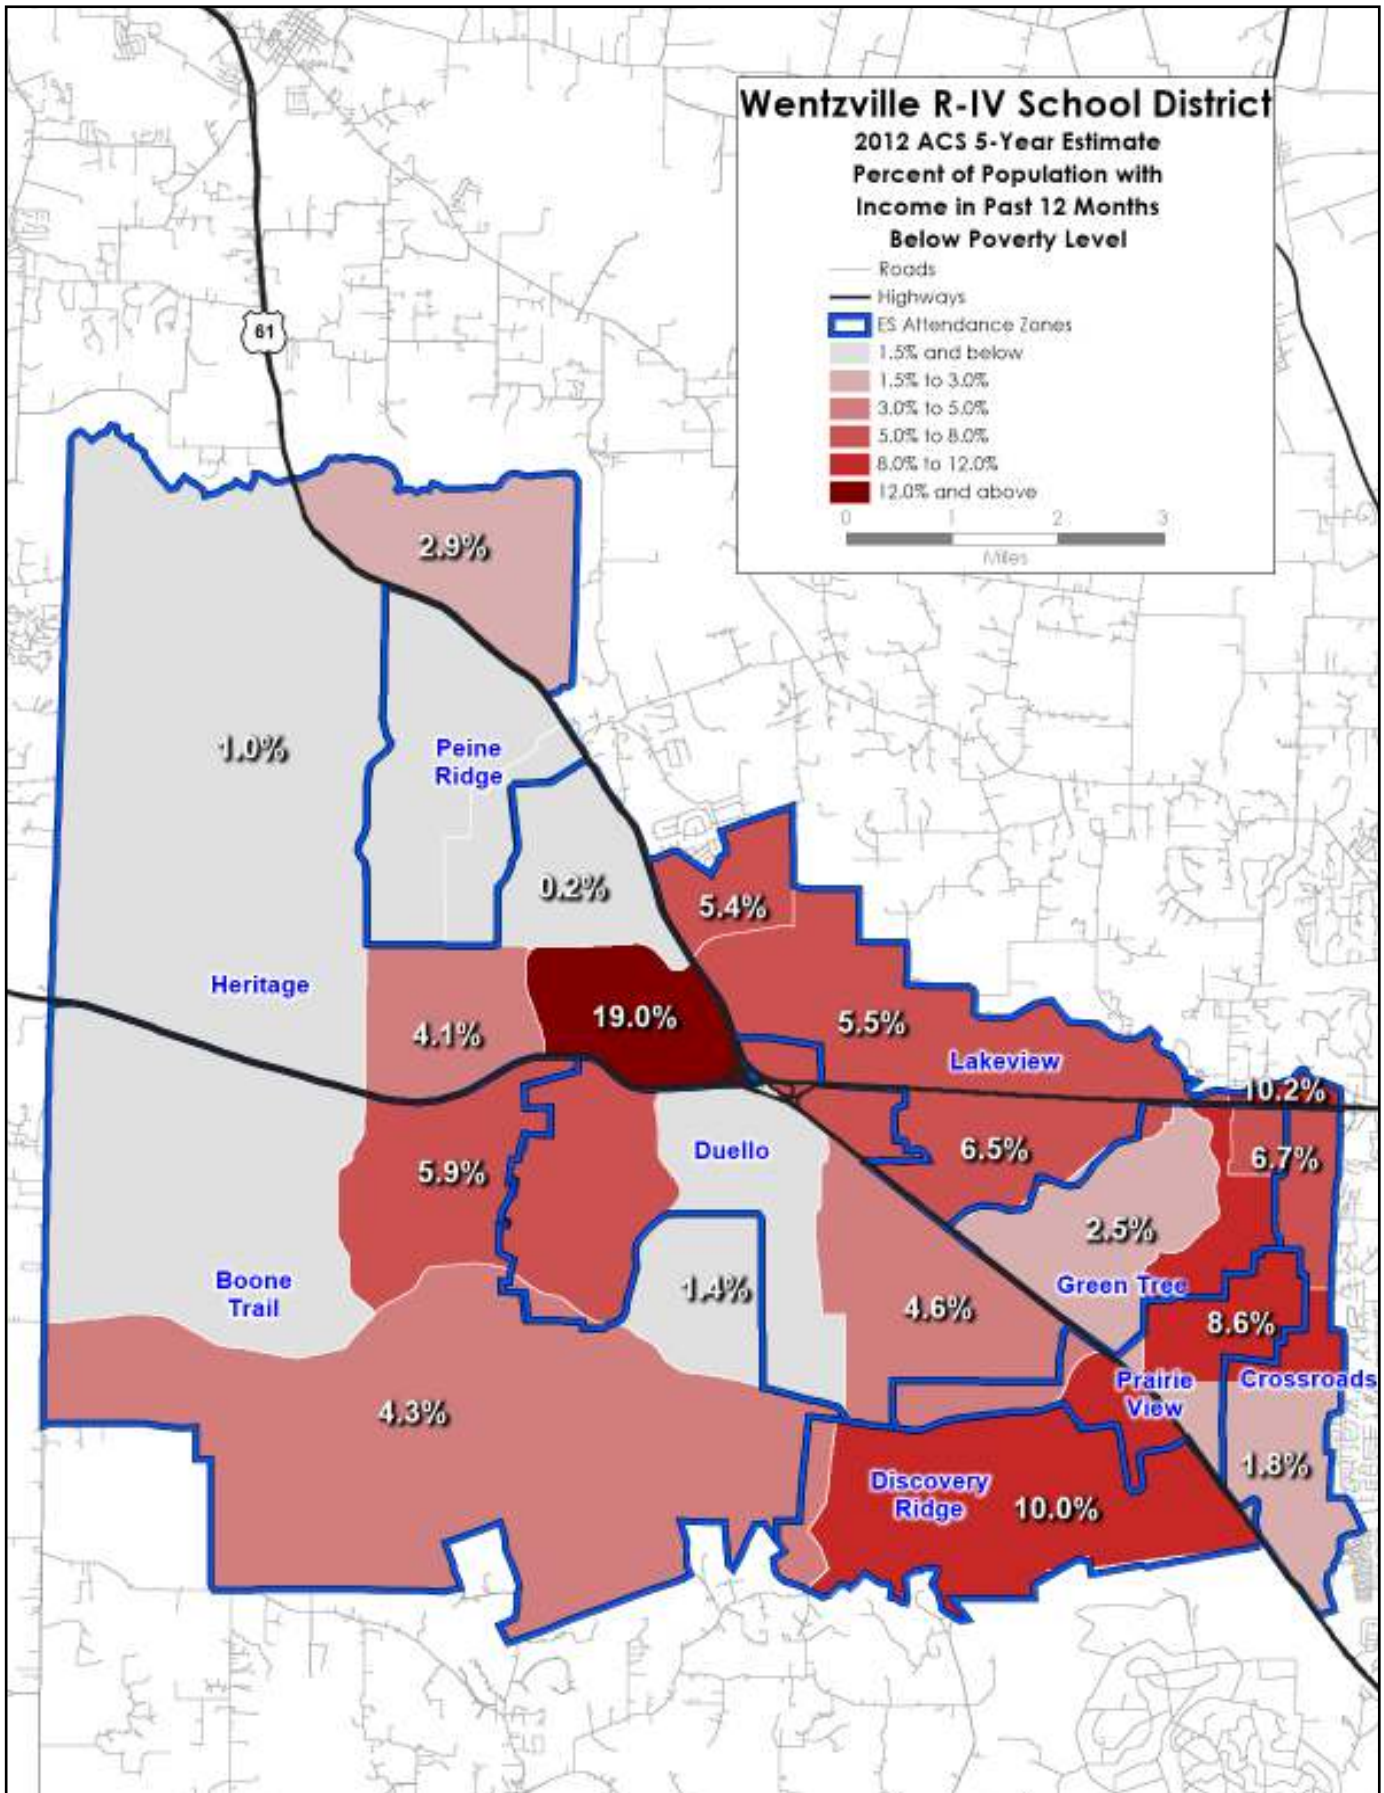 Wentzville R-IV School District
2012 ACS 5-Year Estimate
Percent of Population with
Income in Past 12 Months
Below Poverty Level
Roads
Highways
ES Attendance Zones
1.5% and below
1.5% to 3.0%
3.0% to 5.0%
5.0% to 8.0%
8.0% to 12.0%
12.0% and above
0 1 2 3
Miles
61
2.9%
1.0%
Peine
Ridge
0.2%
5.4%
Heritage
4.1%
19.0%
5.5%
Lakeview
10.2%
Duello
6.5%
6.7%
5.9%
2.5%
Boone
Trail
1.4%
Green Tree
4.6%
8.6%
Prairie
View
Crossroads
4.3%
1.8%
Discovery
Ridge
10.0%